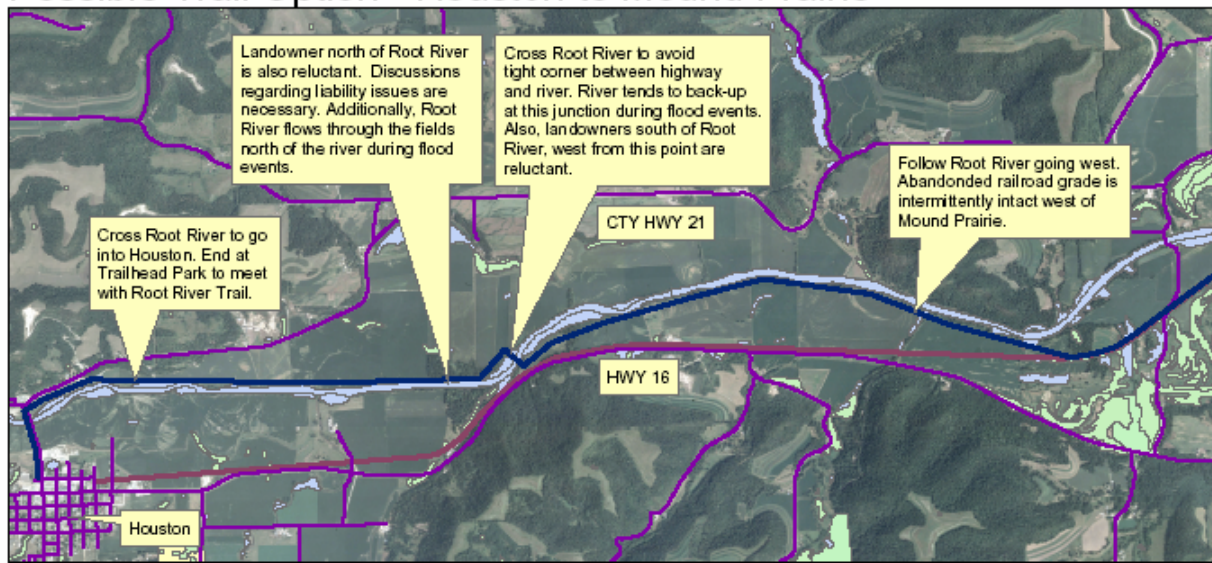 Landowner north of Root River
is also reluctant. Discussions
regarding liability issues are
necessary. Additionally, Root
River flows through the fields
north of the river during flood
events.
Cross Root River to avoid
tight corner between highway
and river. River tends to back-up
at this junction during flood events.
Also, landowners south of Root
River, west from this point are
reluctant.
Follow Root River going west.
Abandonded railroad grade is
intermittently intact west of
Mound Prairie.
Cross Root River to go
into Houston. End at
Trailhead Park to meet
with Root River Trail.
CTY HWY 21
HWY 16
Houston